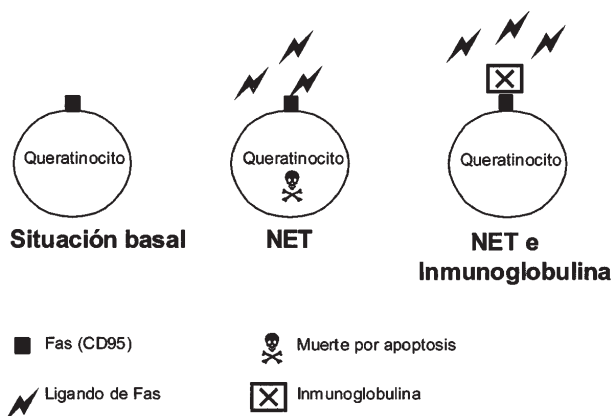 Queratinocito
Queratinocito
Queratinocito
Situación basal
NET
NET e
Inmunoglobulina
Fas (CD95)
Muerte por apoptosis
Ligando de Fas
Inmunoglobulina